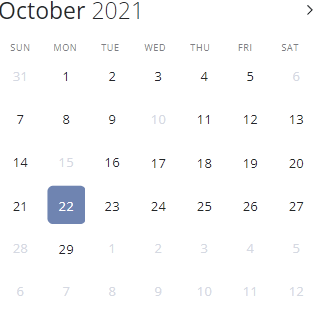 October 2021
SUN MON TUE WED THU FRI SAT
31 1 2 3 4 5 6
7 8 9 10 11 12 13
14 15 16 17 18 19 20
21 22 23 24 25 26 27
28 29 1 2 3 4 5
6 7 8 9 10 11 12